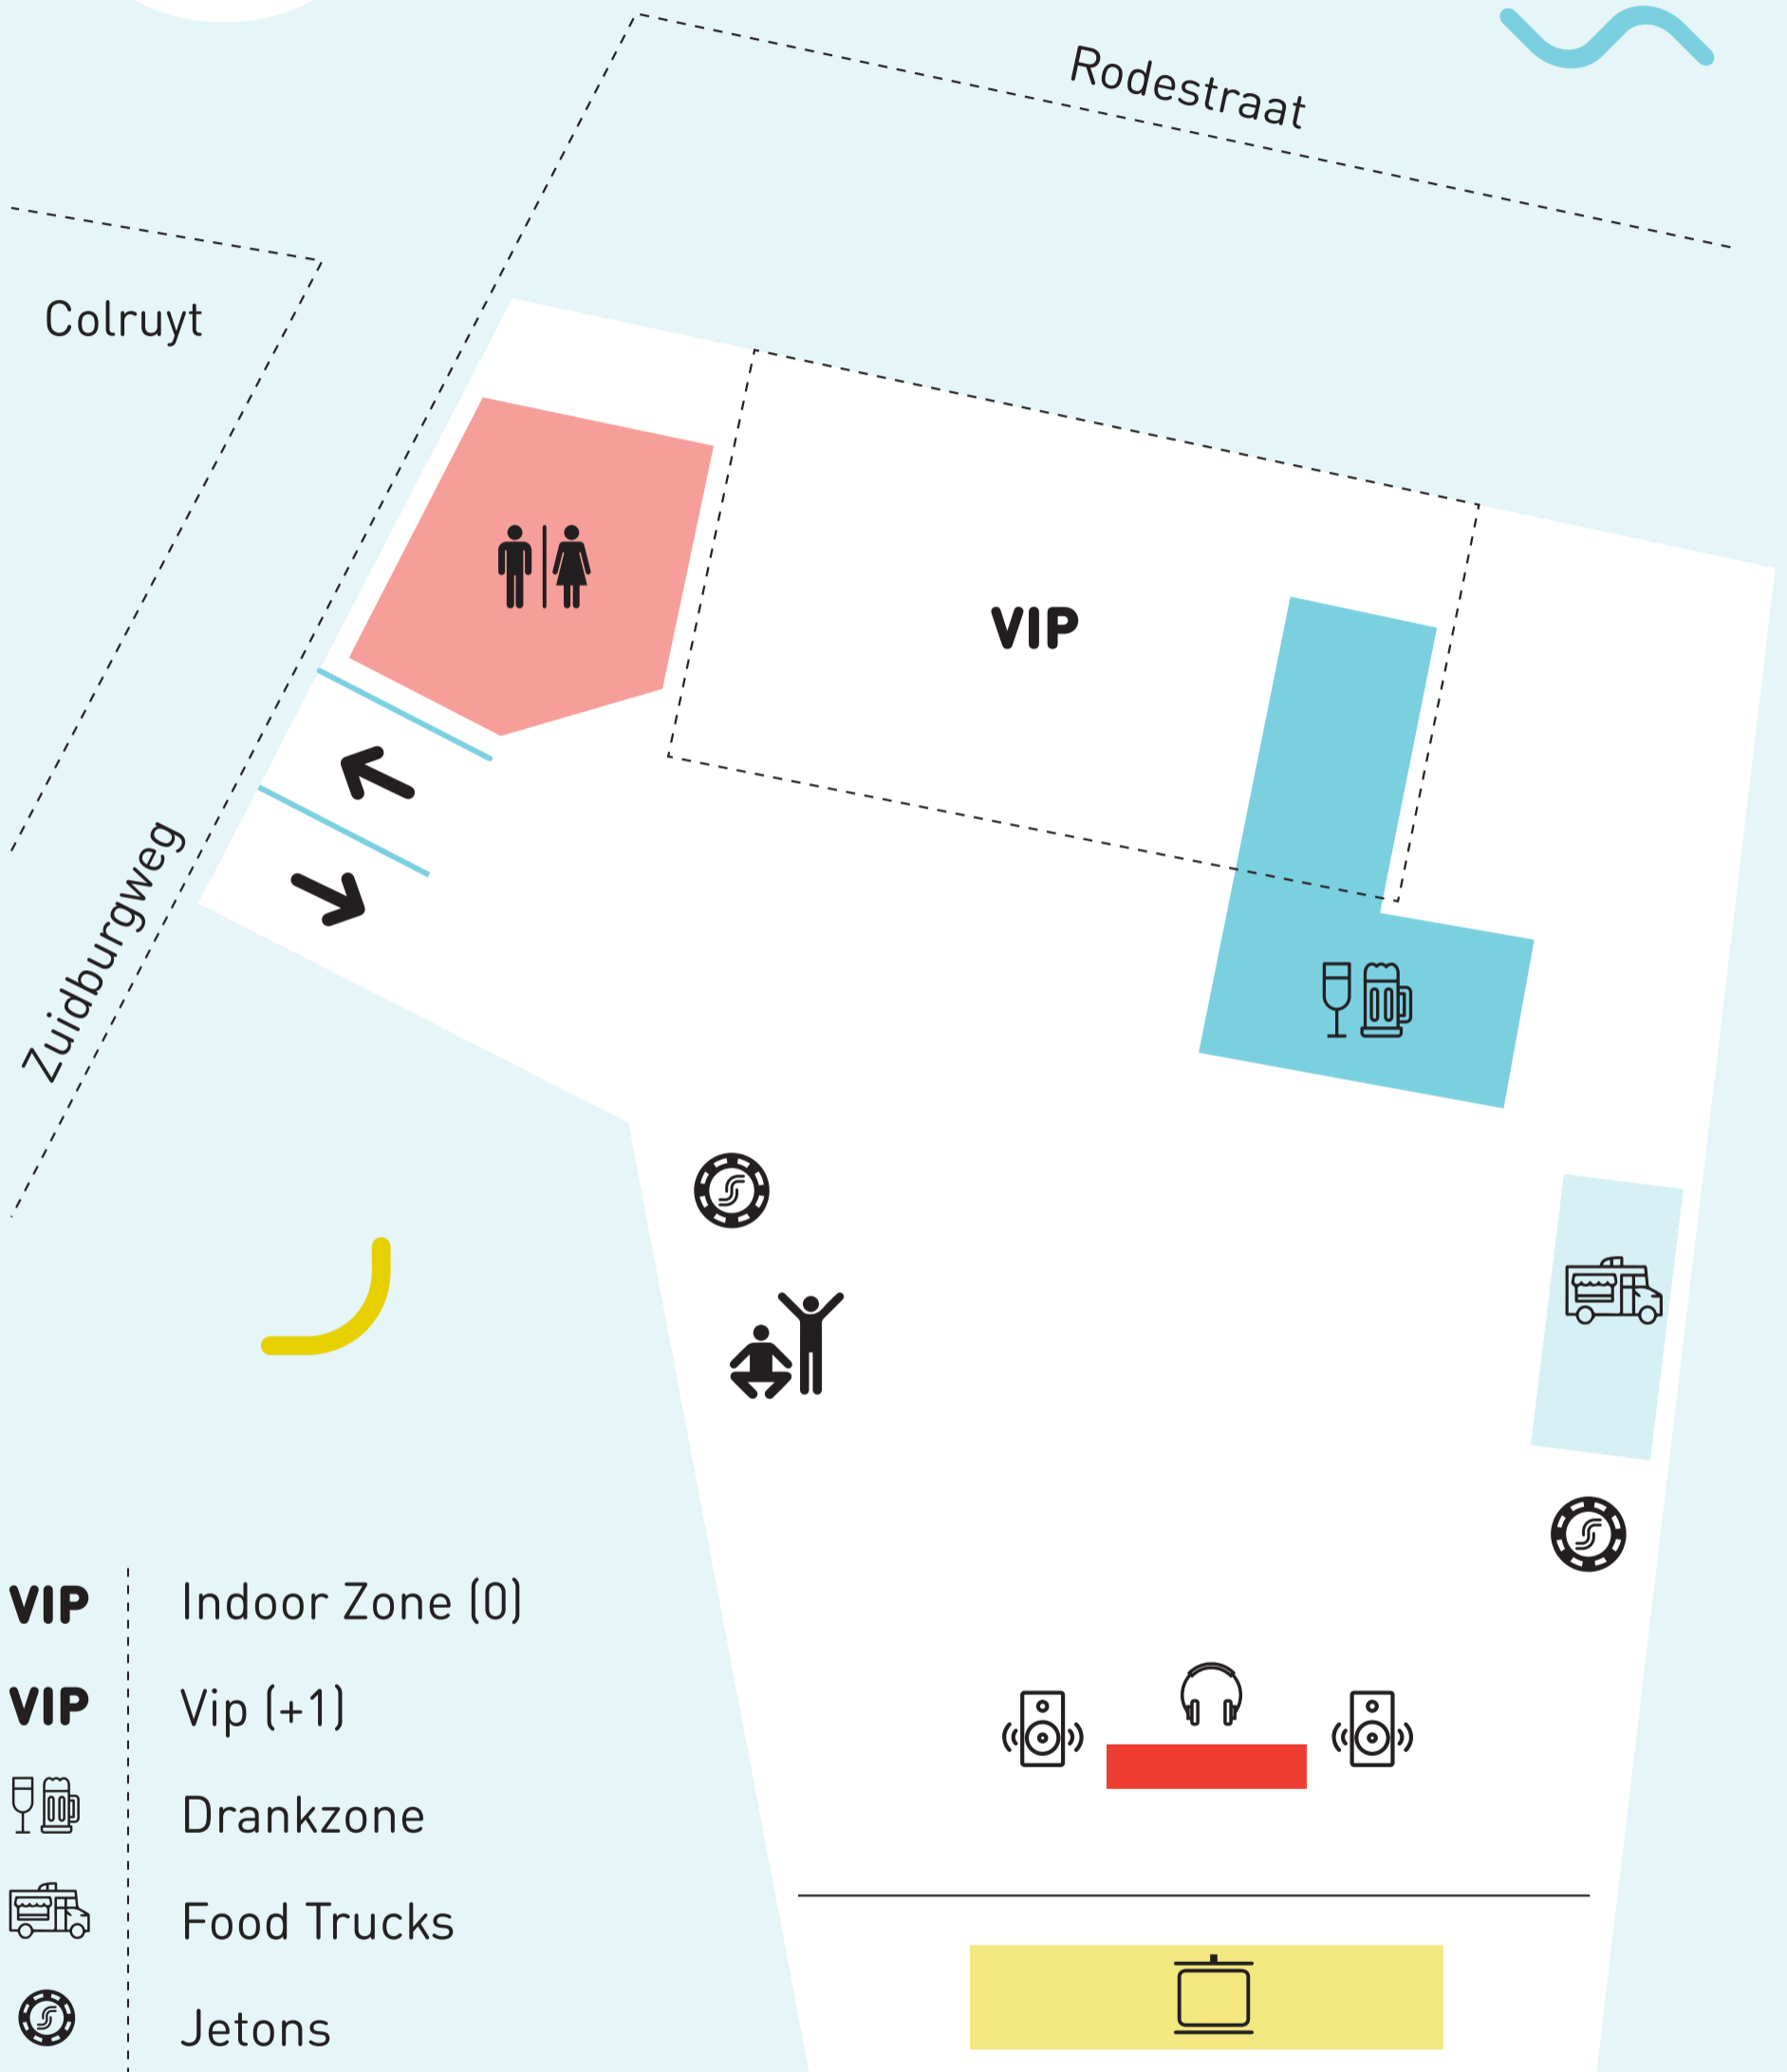 Rodestraat
Colruyt
VIP
Zuidburgweg
VIP Indoor Zone (0)
VIP Vip (+1)
Drankzone
Food Trucks
Jetons